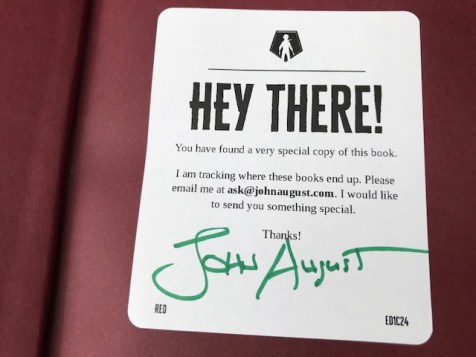 HEY THERE!
You have found a very special copy of this book.
I am tracking where these books end up. Please
email me at ask@johnaugust.com. I would like
to send you something special.
Thanks!
John August
RED
ED1C24